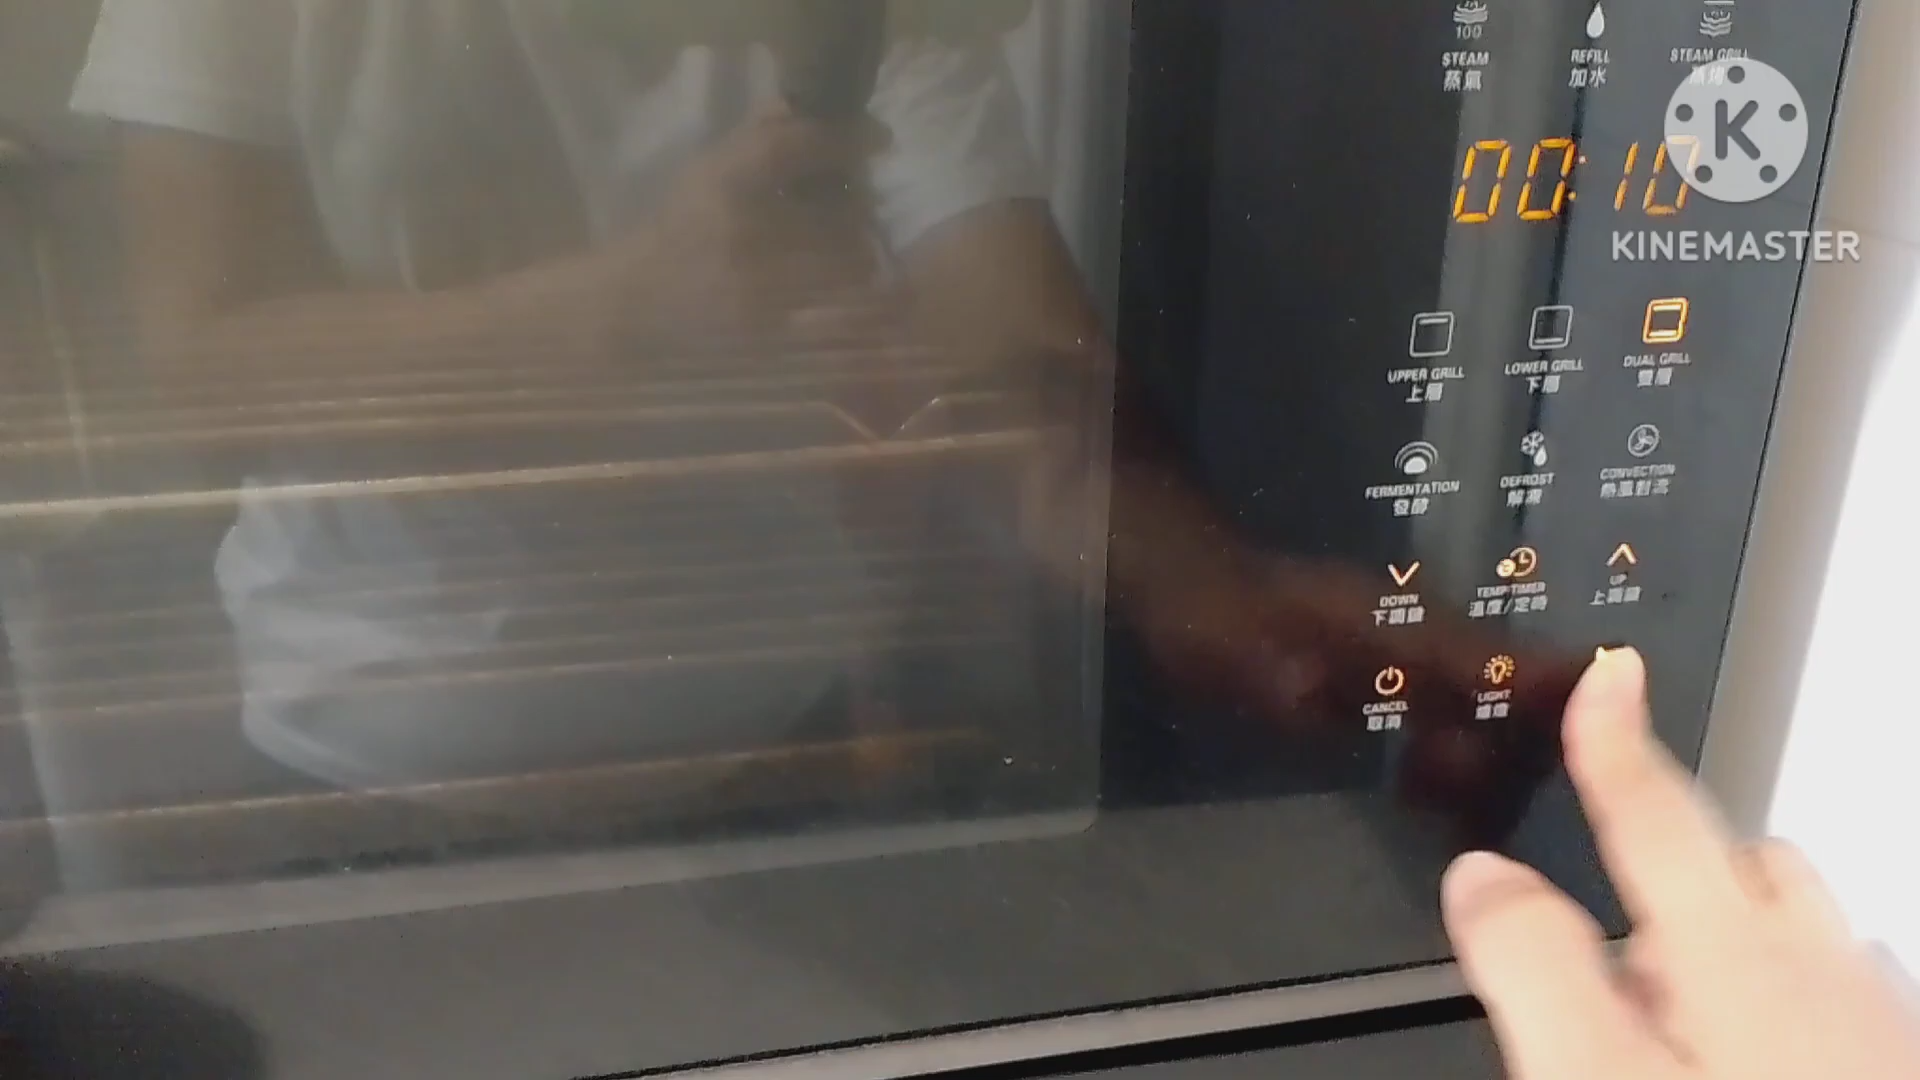 100
STEAM
蒸氣
REFILL
加水
STEAM GRILL
00:10
K
KINEMASTER
UPPER GRILL
上層
LOWER GRILL
下層
DUAL GRILL
雙層
FERMENTATION
發酵
DEFROST
解凍
CONVECTION
熱風對流
DOWN
下調鍵
TEMP/TIMER
溫度/定時
UP
上調鍵
CANCEL
取消
LIGHT
爐燈